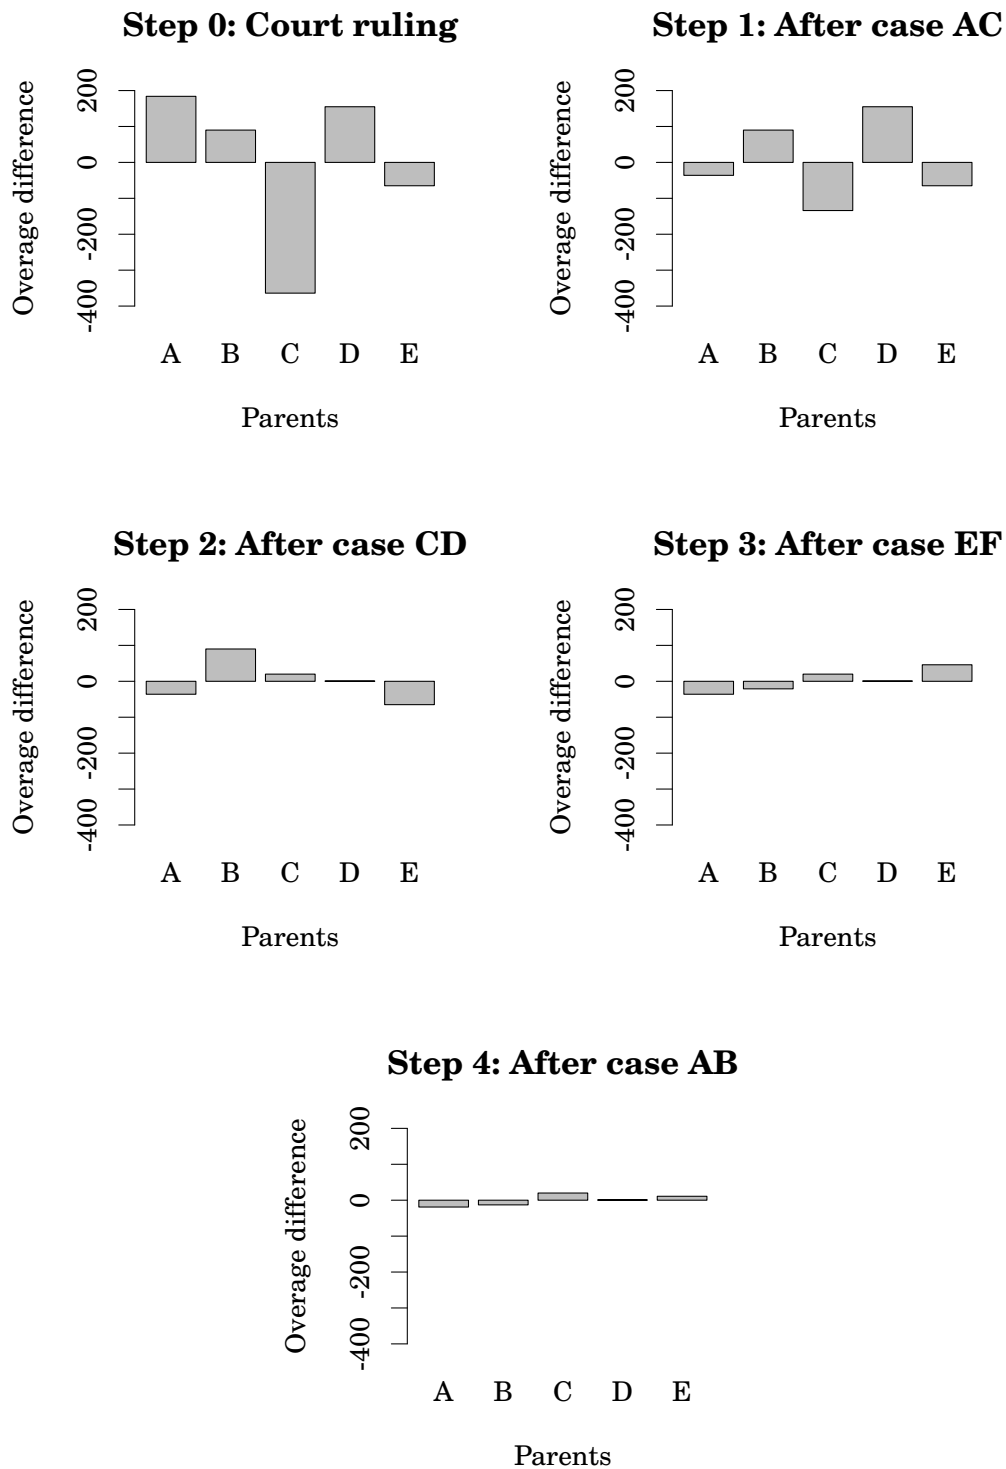 Step 0: Court ruling
Overage difference
200
0
-200
-400
A B C D E
Parents
Step 1: After case AC
Overage difference
200
0
-200
-400
A B C D E
Parents
Step 2: After case CD
Overage difference
200
0
-200
-400
A B C D E
Parents
Step 3: After case EF
Overage difference
200
0
-200
-400
A B C D E
Parents
Step 4: After case AB
Overage difference
200
0
-200
-400
A B C D E
Parents